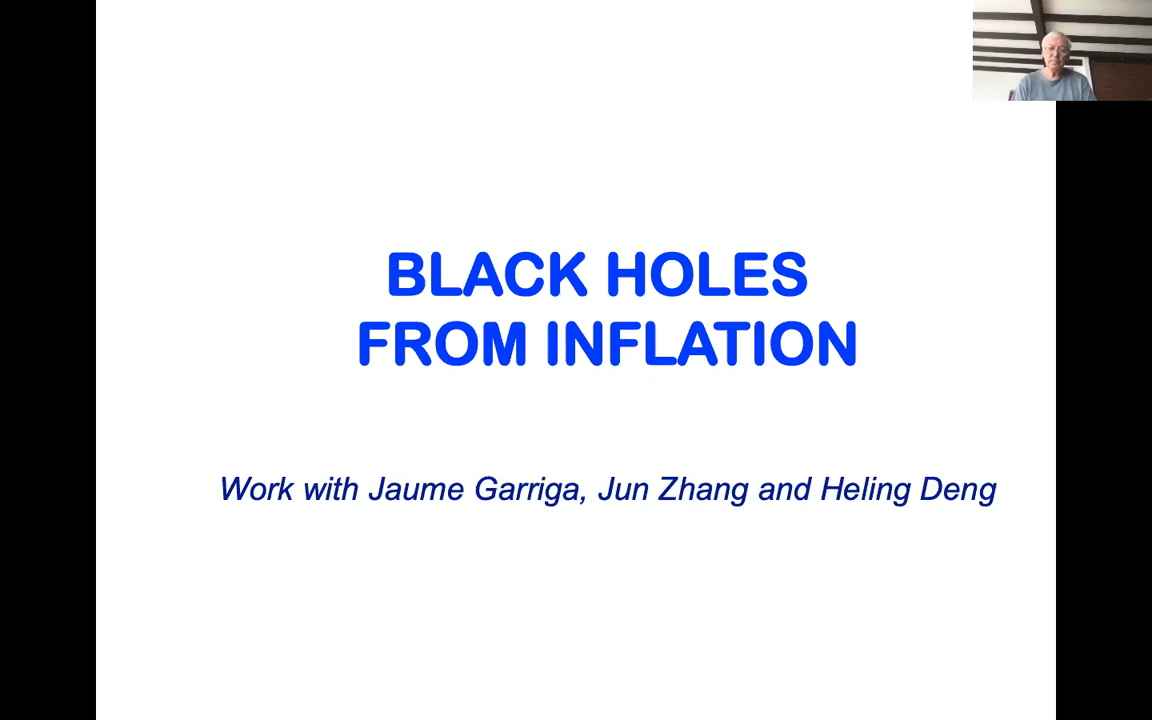 BLACK HOLES
FROM INFLATION
Work with Jaume Garriga, Jun Zhang and Heling Deng